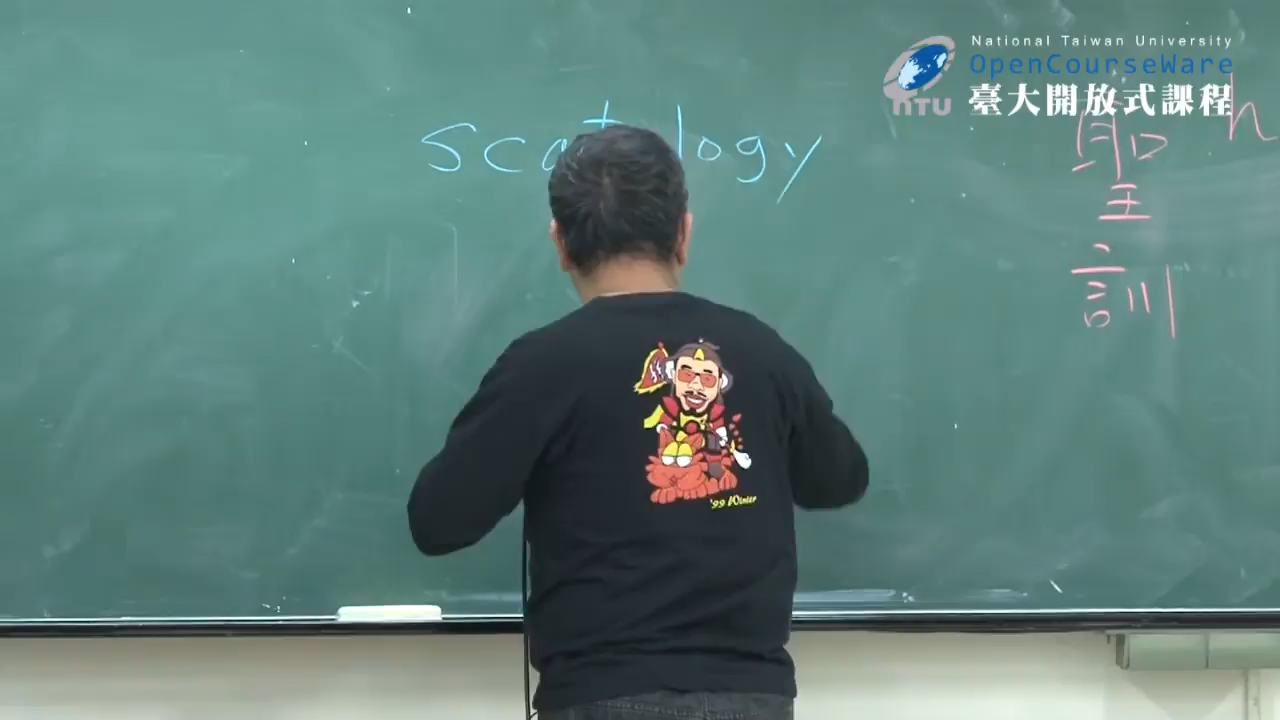 National Taiwan University
OpenCourseWare
NTU
臺大開放式課程
scatology
h
聖
訓
'99 Winter